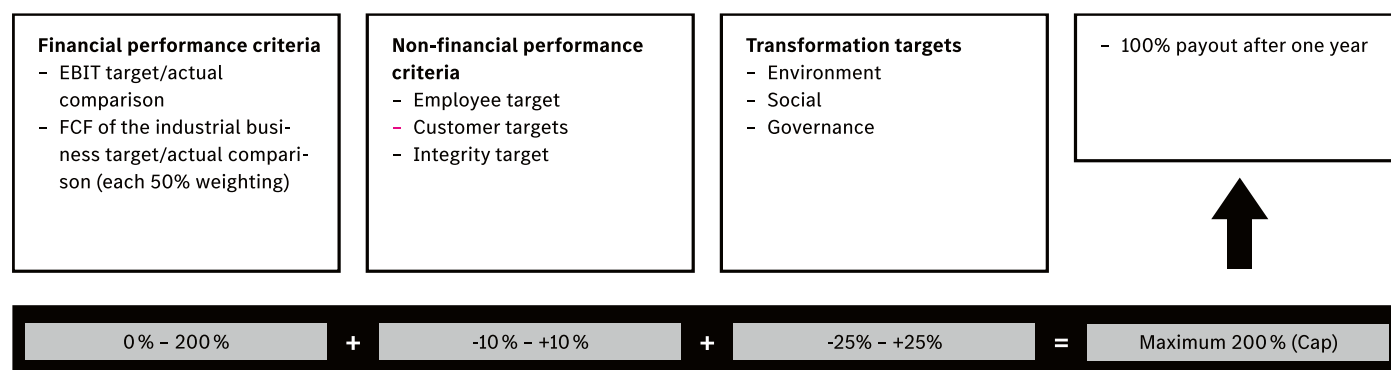 Financial performance criteria
– EBIT target/actual
comparison
– FCF of the industrial busi-
ness target/actual compari-
son (each 50% weighting)
Non-financial performance
criteria
– Employee target
– Customer targets
– Integrity target
Transformation targets
– Environment
– Social
– Governance
– 100% payout after one year
0 % – 200 % + -10 % – +10 % + -25% – +25% = Maximum 200 % (Cap)